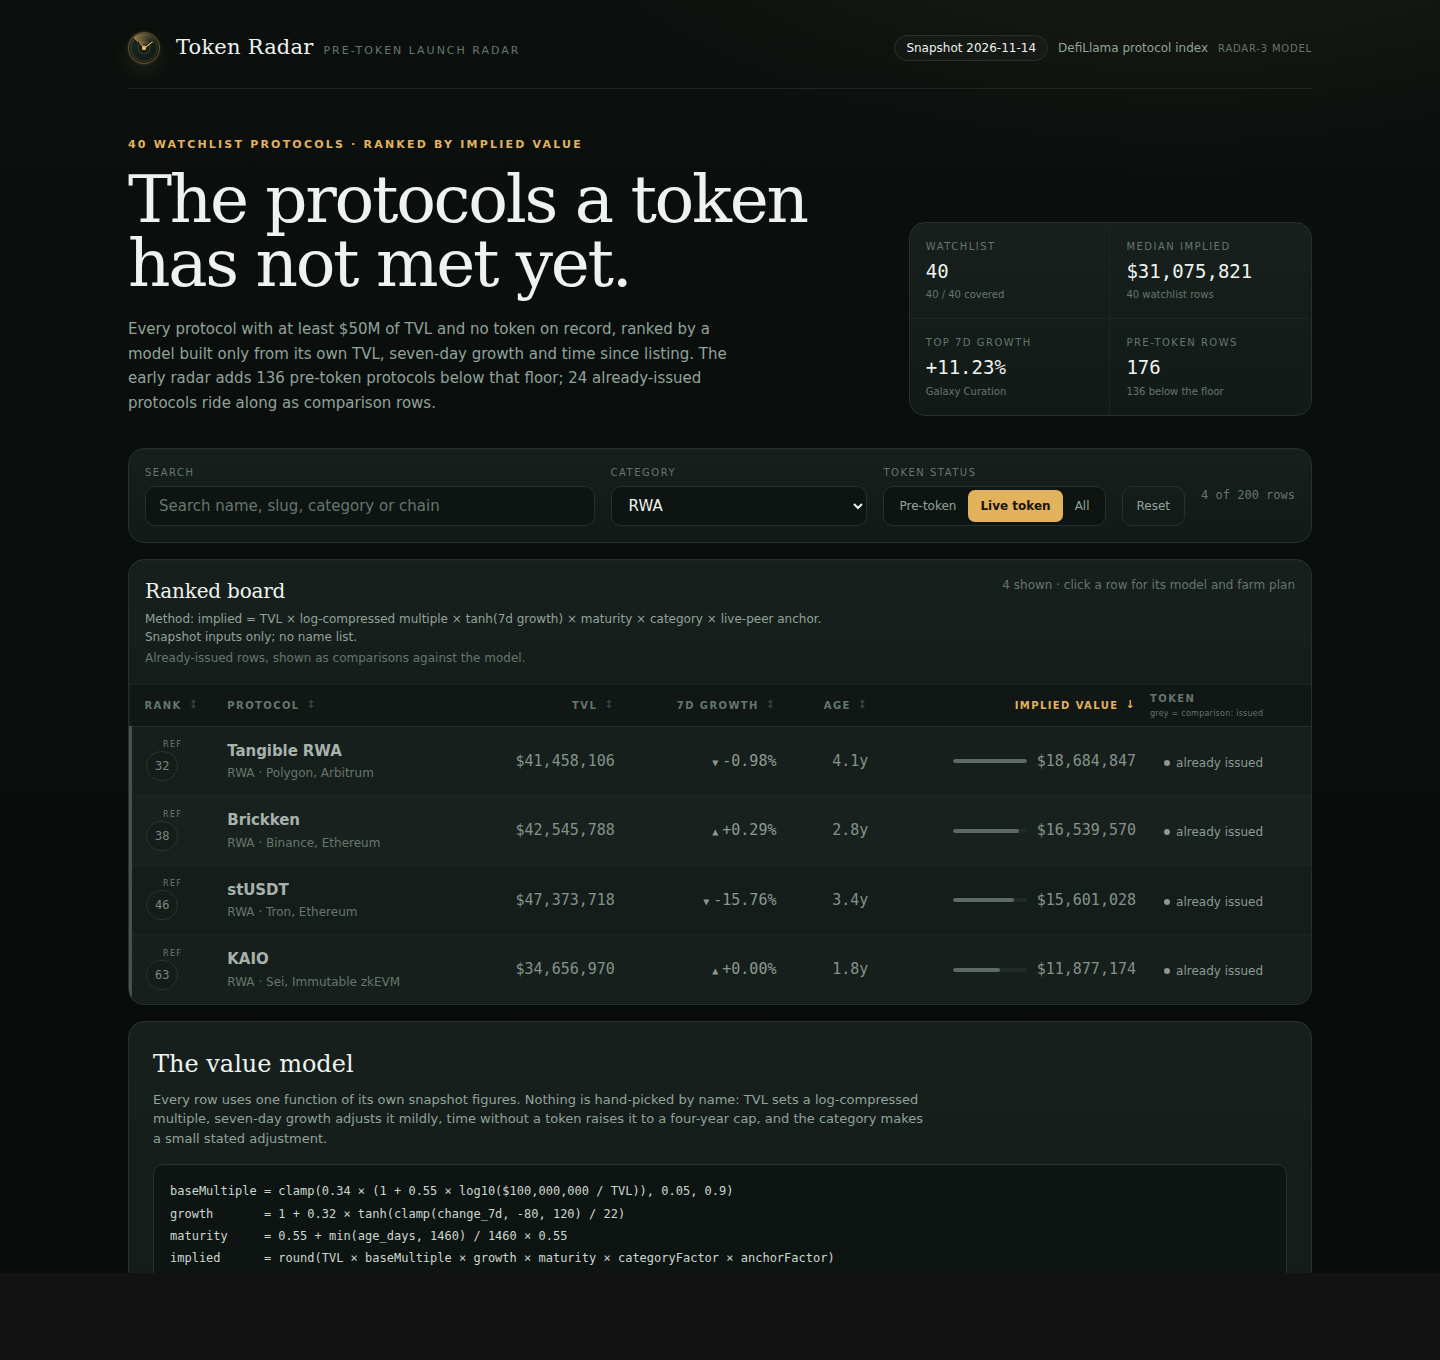 Token Radar PRE-TOKEN LAUNCH RADAR
Snapshot 2026-11-14 DefiLlama protocol index RADAR-3 MODEL
40 WATCHLIST PROTOCOLS · RANKED BY IMPLIED VALUE
The protocols a token
has not met yet.
Every protocol with at least $50M of TVL and no token on record, ranked by a
model built only from its own TVL, seven-day growth and time since listing. The
early radar adds 136 pre-token protocols below that floor; 24 already-issued
protocols ride along as comparison rows.
WATCHLIST
40
40 / 40 covered
MEDIAN IMPLIED
$31,075,821
40 watchlist rows
TOP 7D GROWTH
+11.23%
Galaxy Curation
PRE-TOKEN ROWS
176
136 below the floor
SEARCH
Search name, slug, category or chain
CATEGORY
RWA
TOKEN STATUS
Pre-token Live token All
Reset
4 of 200 rows
Ranked board
4 shown · click a row for its model and farm plan
Method: implied = TVL × log-compressed multiple × tanh(7d growth) × maturity × category × live-peer anchor.
Snapshot inputs only; no name list.
Already-issued rows, shown as comparisons against the model.
RANK ↕ PROTOCOL ↕ TVL ↕ 7D GROWTH ↕ AGE ↕ IMPLIED VALUE ↓ TOKEN
grey = comparison: issued
REF
32 Tangible RWA $41,458,106 ▼ -0.98% 4.1y $18,684,847 already issued
RWA · Polygon, Arbitrum
REF
38 Brickken $42,545,788 ▲ +0.29% 2.8y $16,539,570 already issued
RWA · Binance, Ethereum
REF
46 stUSDT $47,373,718 ▼ -15.76% 3.4y $15,601,028 already issued
RWA · Tron, Ethereum
REF
63 KAIO $34,656,970 ▲ +0.00% 1.8y $11,877,174 already issued
RWA · Sei, Immutable zkEVM
The value model
Every row uses one function of its own snapshot figures. Nothing is hand-picked by name: TVL sets a log-compressed
multiple, seven-day growth adjusts it mildly, time without a token raises it to a four-year cap, and the category makes
a small stated adjustment.
baseMultiple = clamp(0.34 × (1 + 0.55 × log10($100,000,000 / TVL)), 0.05, 0.9)
growth = 1 + 0.32 × tanh(clamp(change_7d, -80, 120) / 22)
maturity = 0.55 + min(age_days, 1460) / 1460 × 0.55
implied = round(TVL × baseMultiple × growth × maturity × categoryFactor × anchorFactor)